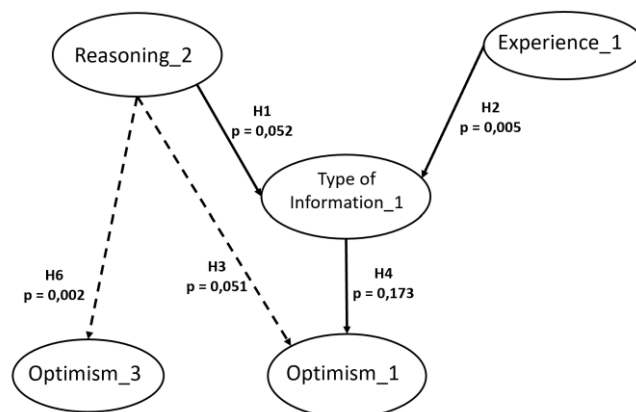 Reasoning_2
Experience_1
H1
p = 0,052
H2
p = 0,005
Type of
Information_1
H6
p = 0,002
H3
p = 0,051
H4
p = 0,173
Optimism_3
Optimism_1